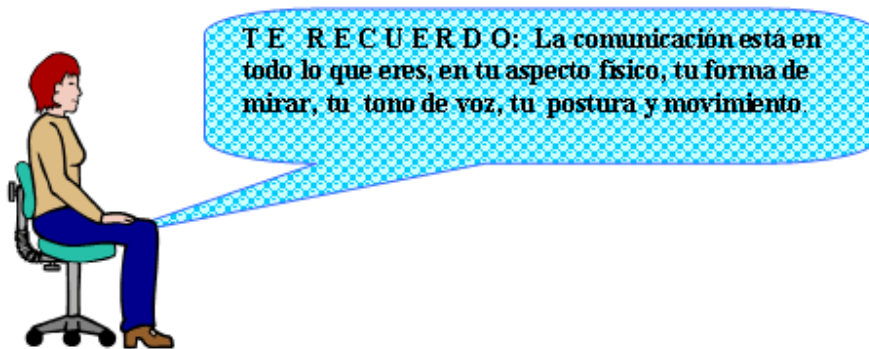 T E R E C U E R D O: La comunicación está en
todo lo que eres, en tu aspecto físico, tu forma de
mirar, tu tono de voz, tu postura y movimiento.